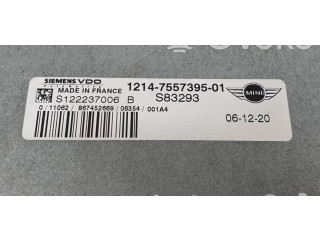 SIEMENS VDO
MADE IN FRANCE
1214-7557395-01
S122237006 B
S83293
MINI
0 / 11062 / 867452669 / 06354 / 001A4
06-12-20